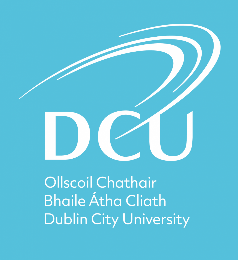 DCU
Ollscoil Chathair
Bhaile Átha Cliath
Dublin City University